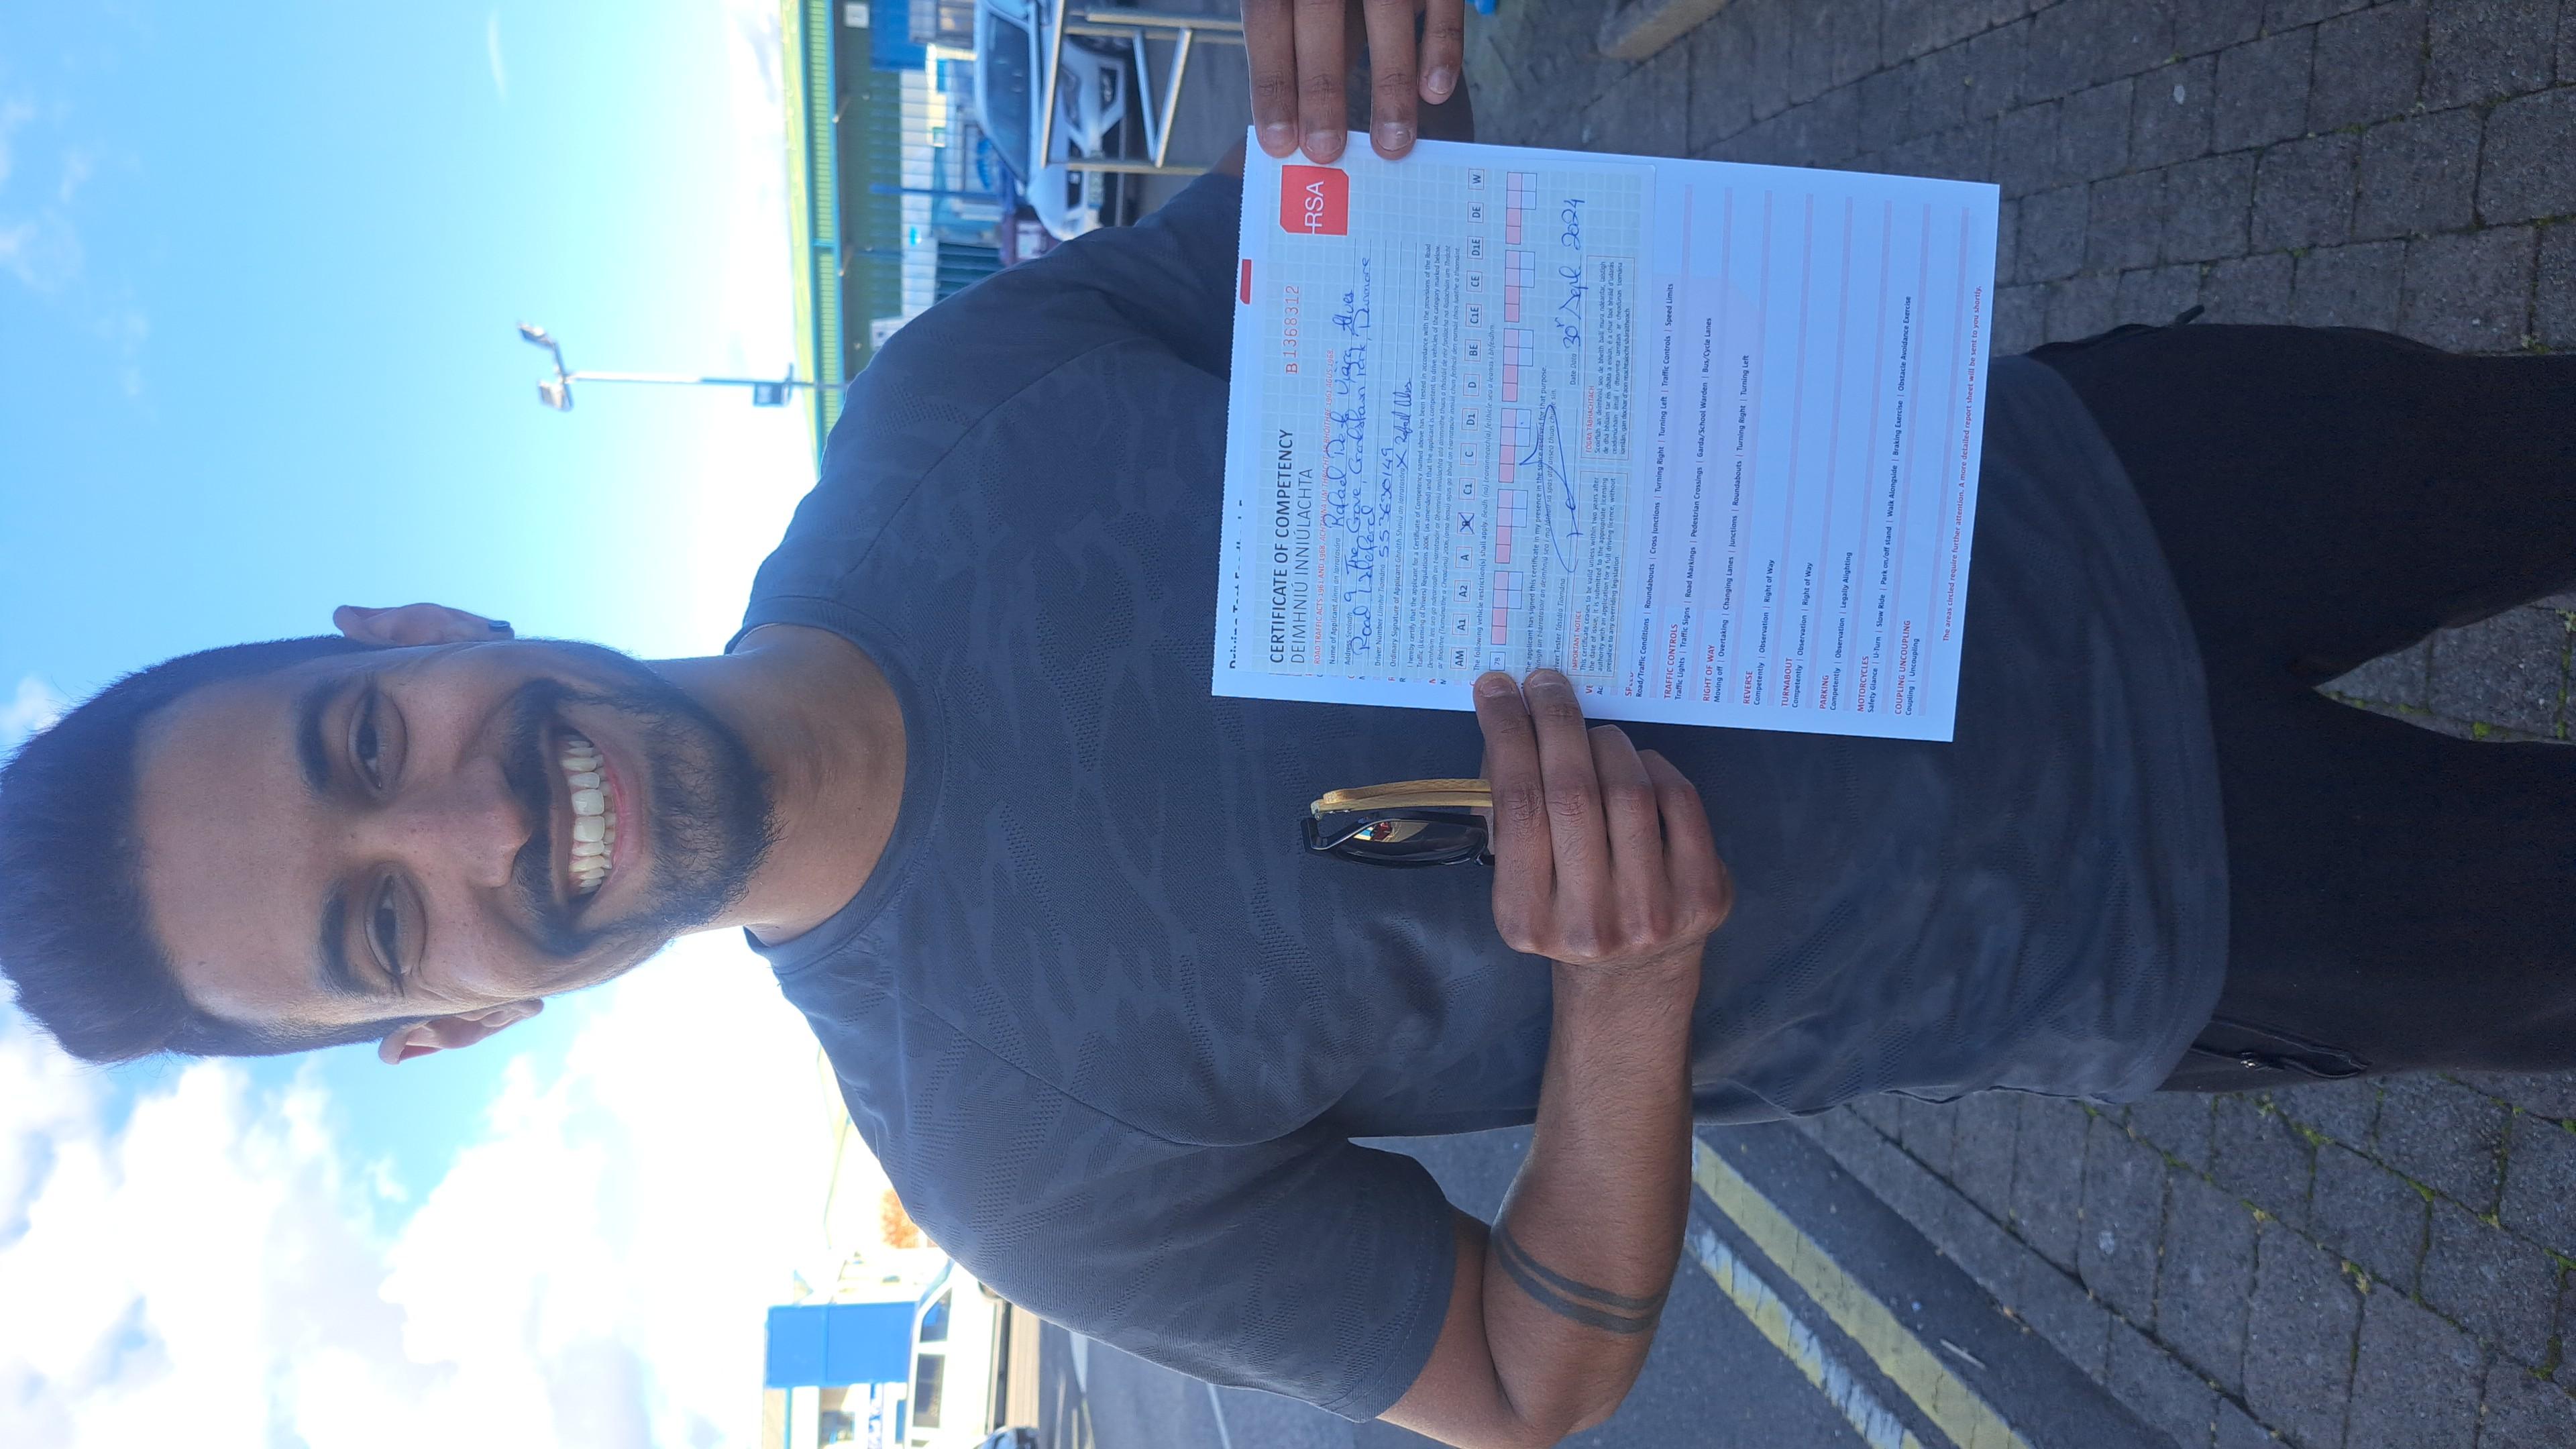 Driving Test Feedback F
CERTIFICATE OF COMPETENCY
B 1368312
DEIMHNIÚ INNIÚLACHTA
RSA
ROAD TRAFFIC ACTS 1961 AND 1968, ACHTANNA UM THRÁCHT AR BHÓITHRE 1961 AGUS 1968
Name of Applicant Ainm an Iarratasóra Rafael De Vieira Alves
Address Seoladh 9 The Grove, Park, Dunmore
Road
Driver Number Uimhir Tiománaí 553630149
Ordinary Signature of Applicant Ghnáth Shíniú an Iarratasóra X Rafael Alves
I hereby certify that the applicant for a Certificate of Competency named above has been tested in accordance with the provisions of the Road
Traffic (Licensing of Drivers) Regulations 2006, (as amended) and that the applicant is competent to drive vehicles of the category marked below.
AM A1 A2 A B C1 C D1 D BE C1E CE D1E DE W
The following vehicle restriction(s) shall apply.
78
The applicant has signed this certificate in my presence in the space reserved for that purpose.
Driver Tester Tástálaí Tiomána
Date Dáta 30 Sept 2024
IMPORTANT NOTICE
This certificate ceases to be valid unless within two years after
the date of issue, it is submitted to the appropriate licensing
authority with an application for a full driving licence, without
prejudice to any overriding legislation.
FÓGRA TÁBHACHTACH
SPEED
Road/Traffic Conditions | Roundabouts | Cross Junctions | Turning Right | Turning Left | Traffic Controls | Speed Limits
TRAFFIC CONTROLS
Traffic Lights | Traffic Signs | Road Markings | Pedestrian Crossings | Garda/School Warden | Bus/Cycle Lanes
RIGHT OF WAY
Moving off | Overtaking | Changing Lanes | Junctions | Roundabouts | Turning Right | Turning Left
REVERSE
Competently | Observation | Right of Way
TURNABOUT
Competently | Observation | Right of Way
PARKING
Competently | Observation | Legally Alighting
MOTORCYCLES
Safety Glance | U-Turn | Slow Ride | Park on/off stand | Walk Alongside | Braking Exercise | Obstacle Avoidance Exercise
COUPLING UNCOUPLING
Coupling | Uncoupling
The areas circled require further attention. A more detailed report sheet will be sent to you shortly.